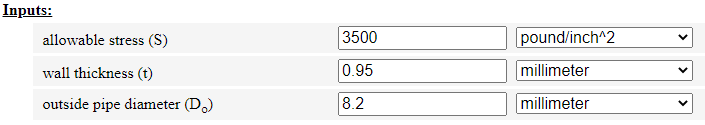 Inputs:
allowable stress (S) 3500 pound/inch^2
wall thickness (t) 0.95 millimeter
outside pipe diameter (Dₒ) 8.2 millimeter